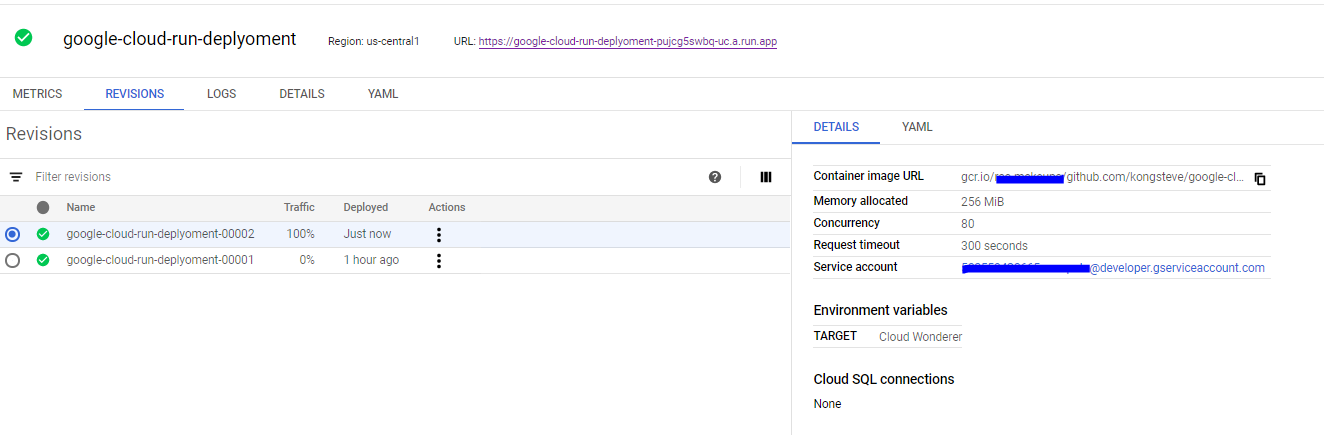 google-cloud-run-deplyoment Region: us-central1 URL: https://google-cloud-run-deplyoment-pujcg5swbq-uc.a.run.app
METRICS REVISIONS LOGS DETAILS YAML
Revisions
Filter revisions
Name Traffic Deployed Actions
google-cloud-run-deplyoment-00002 100% Just now
google-cloud-run-deplyoment-00001 0% 1 hour ago
DETAILS YAML
Container image URL gcr.io/ /github.com/kongsteve/google-cl...
Memory allocated 256 MiB
Concurrency 80
Request timeout 300 seconds
Service account @developer.gserviceaccount.com
Environment variables
TARGET Cloud Wonderer
Cloud SQL connections
None